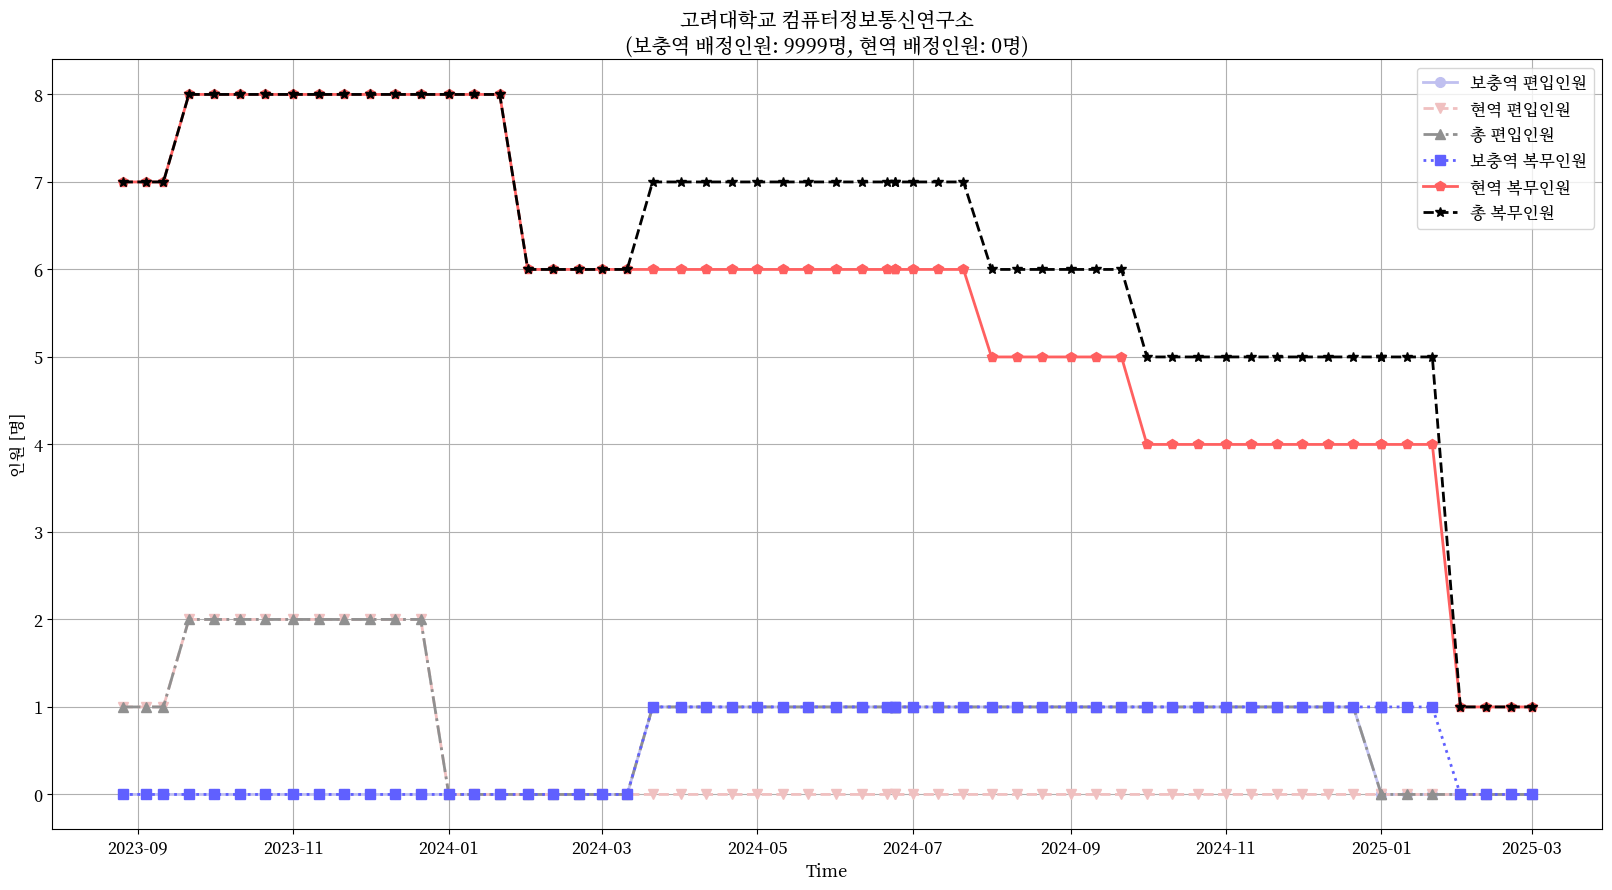 고려대학교 컴퓨터정보통신연구소
(보충역 배정인원: 9999명, 현역 배정인원: 0명)
보충역 편입인원
현역 편입인원
총 편입인원
보충역 복무인원
현역 복무인원
총 복무인원
인원 [명]
8
7
6
5
4
3
2
1
0
2023-09
2023-11
2024-01
2024-03
2024-05
2024-07
2024-09
2024-11
2025-01
2025-03
Time